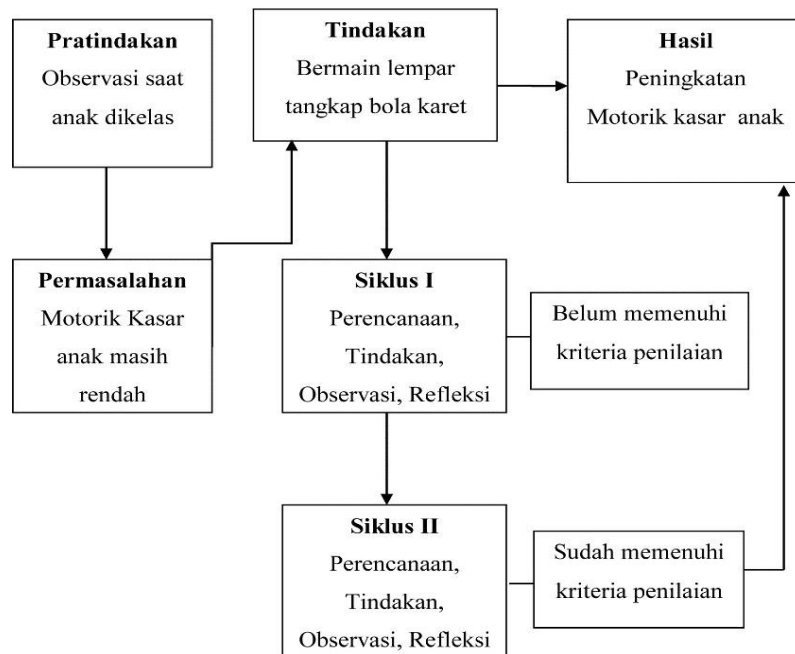 Pratindakan
Observasi saat
anak dikelas
Permasalahan
Motorik Kasar
anak masih
rendah
Tindakan
Bermain lempar
tangkap bola karet
Siklus I
Perencanaan,
Tindakan,
Observasi, Refleksi
Belum memenuhi
kriteria penilaian
Siklus II
Perencanaan,
Tindakan,
Observasi, Refleksi
Sudah memenuhi
kriteria penilaian
Hasil
Peningkatan
Motorik kasar anak